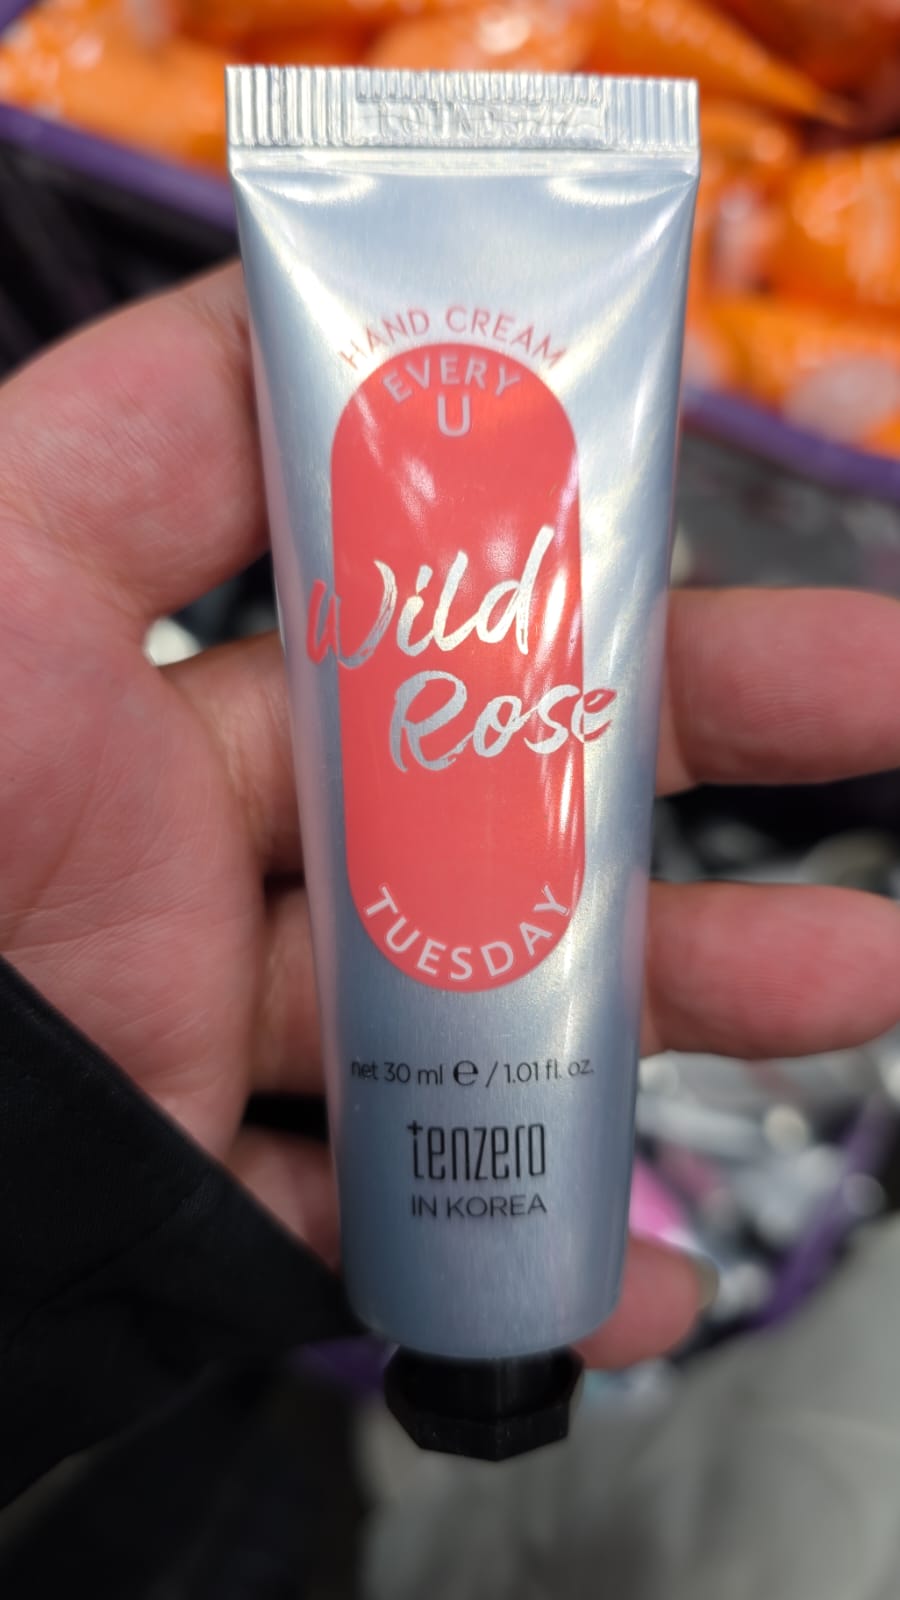 HAND CREAM
EVERY
U
Wild
Rose
TUESDAY
net 30 ml ℮ / 1.01 fl. oz.
tenzero
IN KOREA